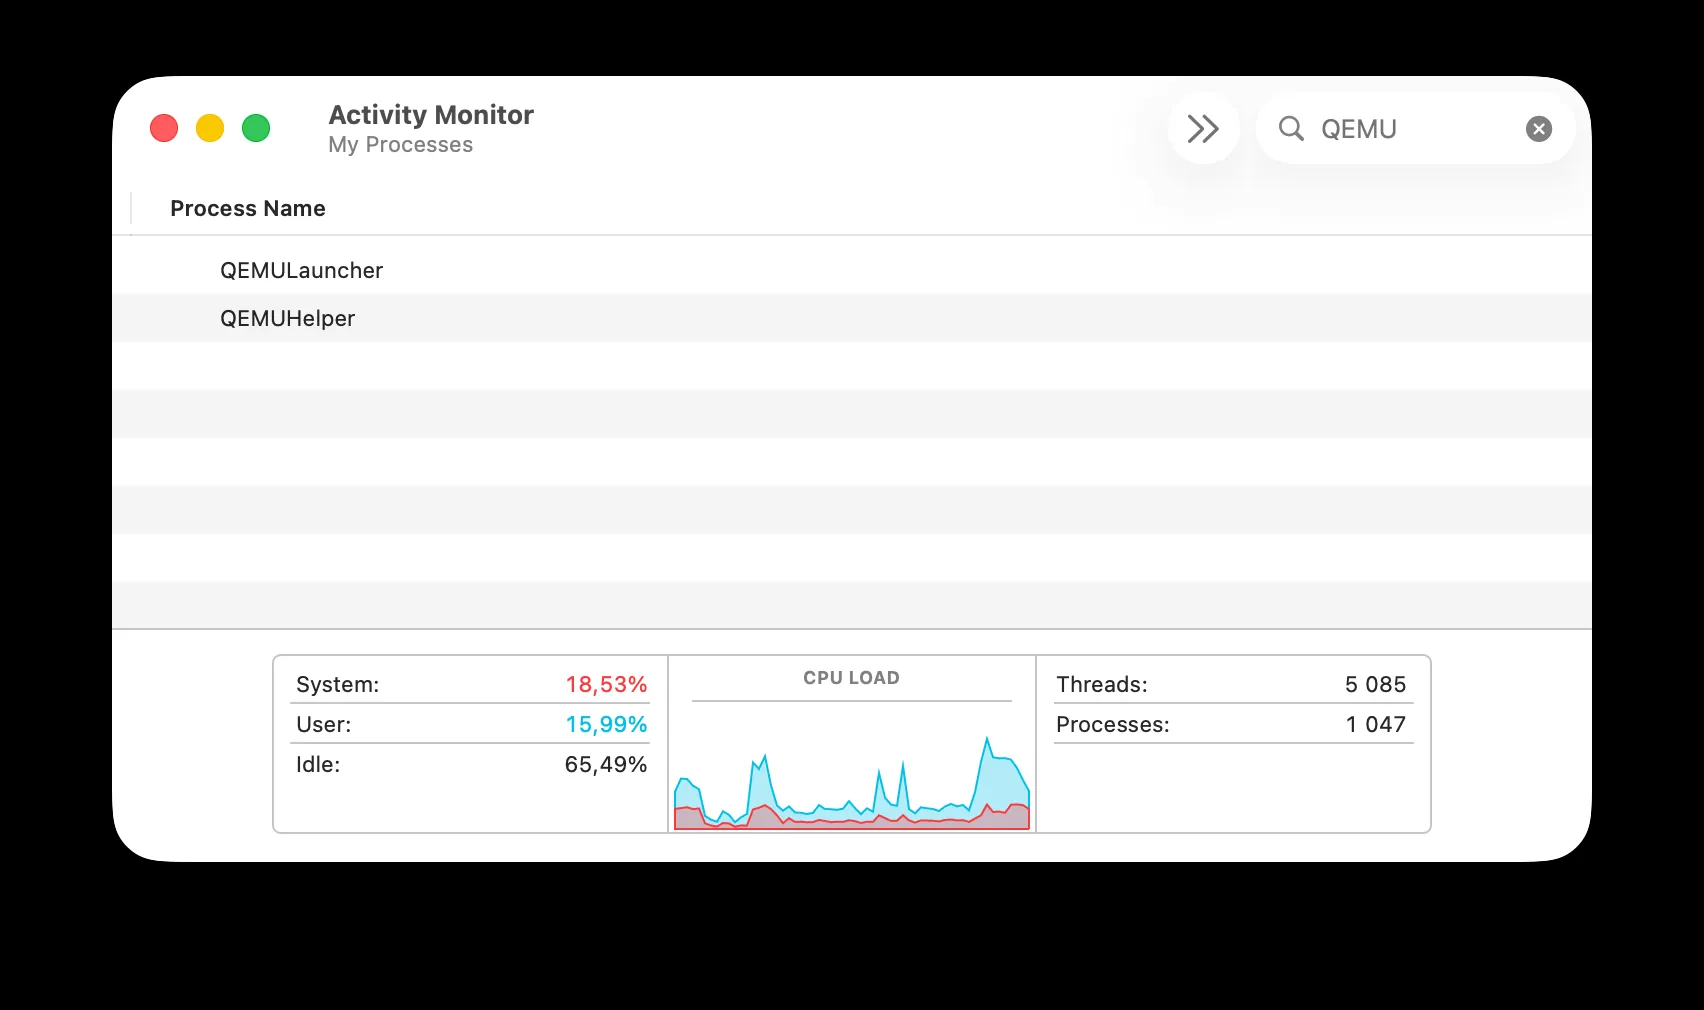 Activity Monitor
My Processes
QEMU
Process Name
QEMULauncher
QEMUHelper
System: 18,53%
User: 15,99%
Idle: 65,49%
CPU LOAD
Threads: 5 085
Processes: 1 047